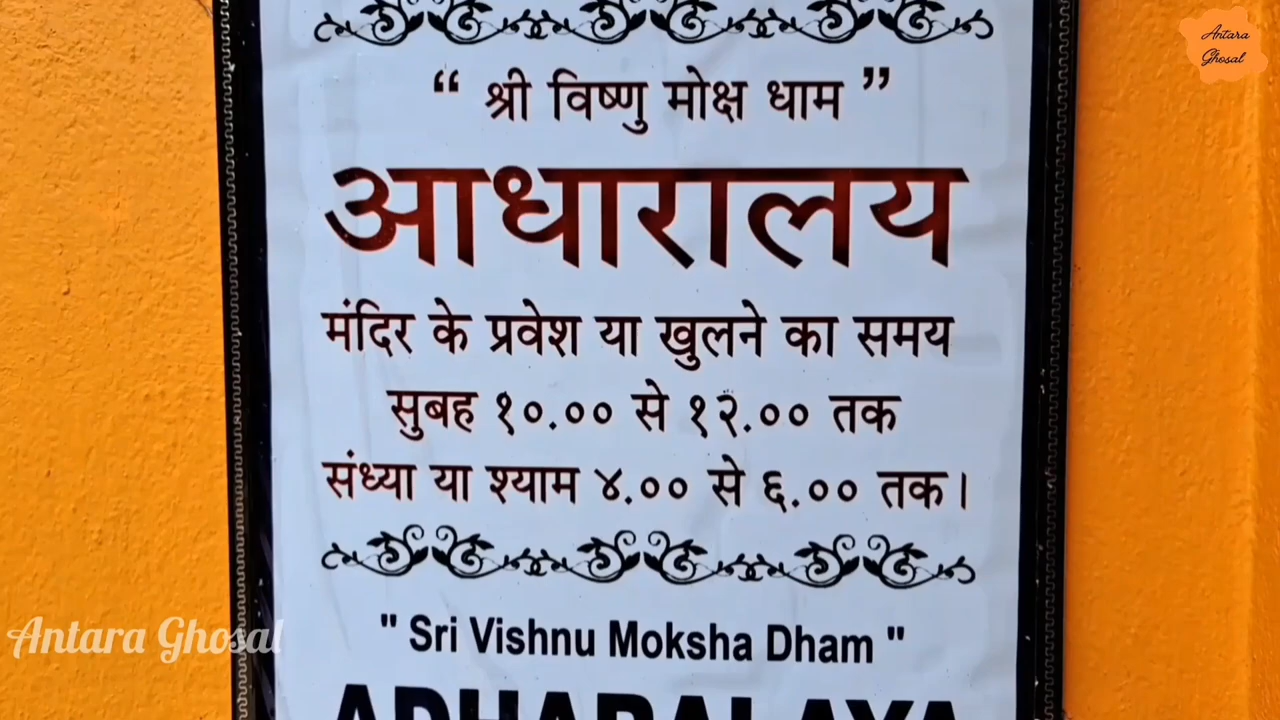 “ श्री विष्णु मोक्ष धाम ”
आधारालय
मंदिर के प्रवेश या खुलने का समय
सुबह १०.०० से १२.०० तक
संध्या या श्याम ४.०० से ६.०० तक।
" Sri Vishnu Moksha Dham "
ADHARALAYA
Antara Ghosal
Antara
Ghosal